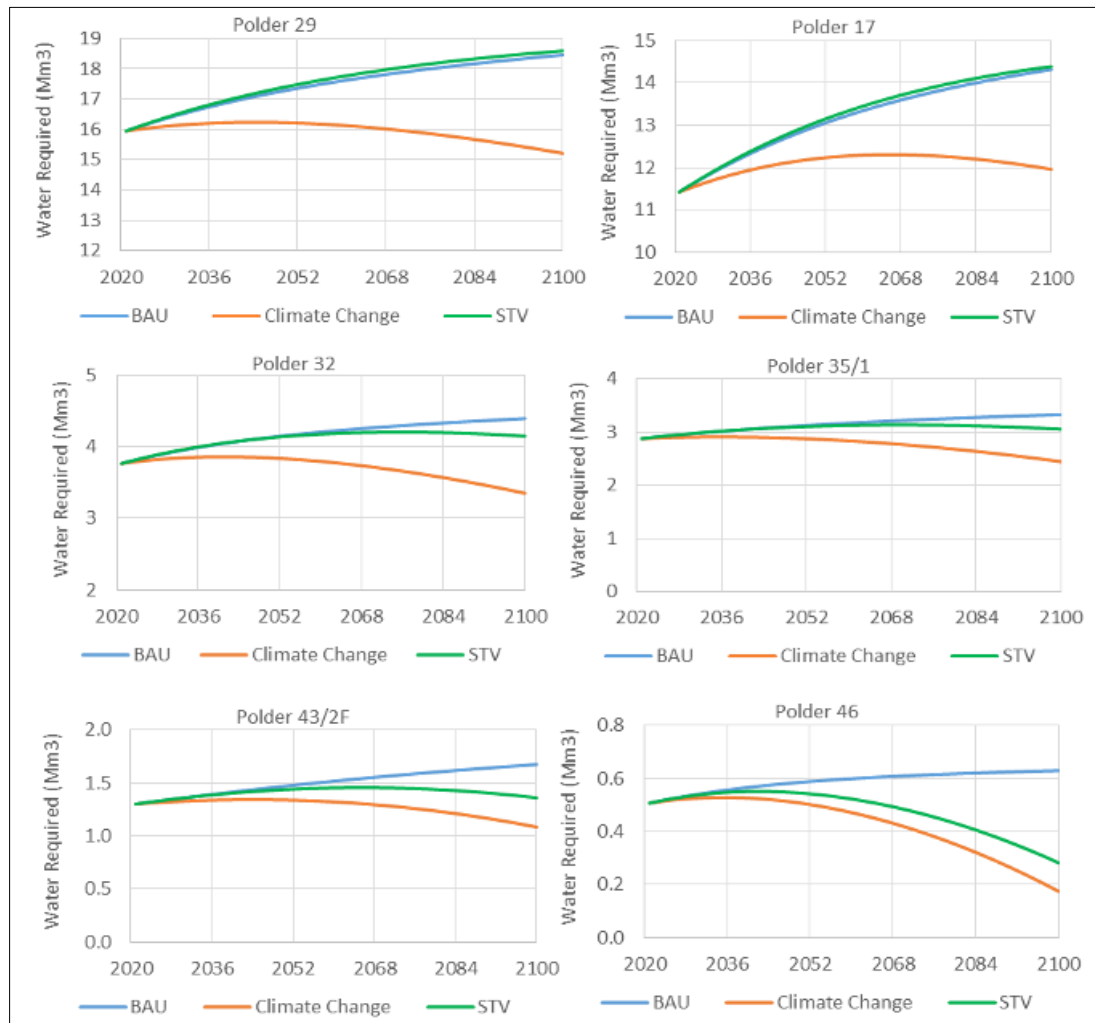 Polder 29
Water Required (Mm3)
19
18
17
16
15
14
13
12
2020 2036 2052 2068 2084 2100
BAU Climate Change STV
Polder 17
Water Required (Mm3)
15
14
13
12
11
10
2020 2036 2052 2068 2084 2100
BAU Climate Change STV
Polder 32
Water Required (Mm3)
5
4
3
2
2020 2036 2052 2068 2084 2100
BAU Climate Change STV
Polder 35/1
Water Required (Mm3)
4
3
2
1
0
2020 2036 2052 2068 2084 2100
BAU Climate Change STV
Polder 43/2F
Water Required (Mm3)
2.0
1.5
1.0
0.5
0.0
2020 2036 2052 2068 2084 2100
BAU Climate Change STV
Polder 46
Water Required (Mm3)
0.8
0.6
0.4
0.2
0.0
2020 2036 2052 2068 2084 2100
BAU Climate Change STV